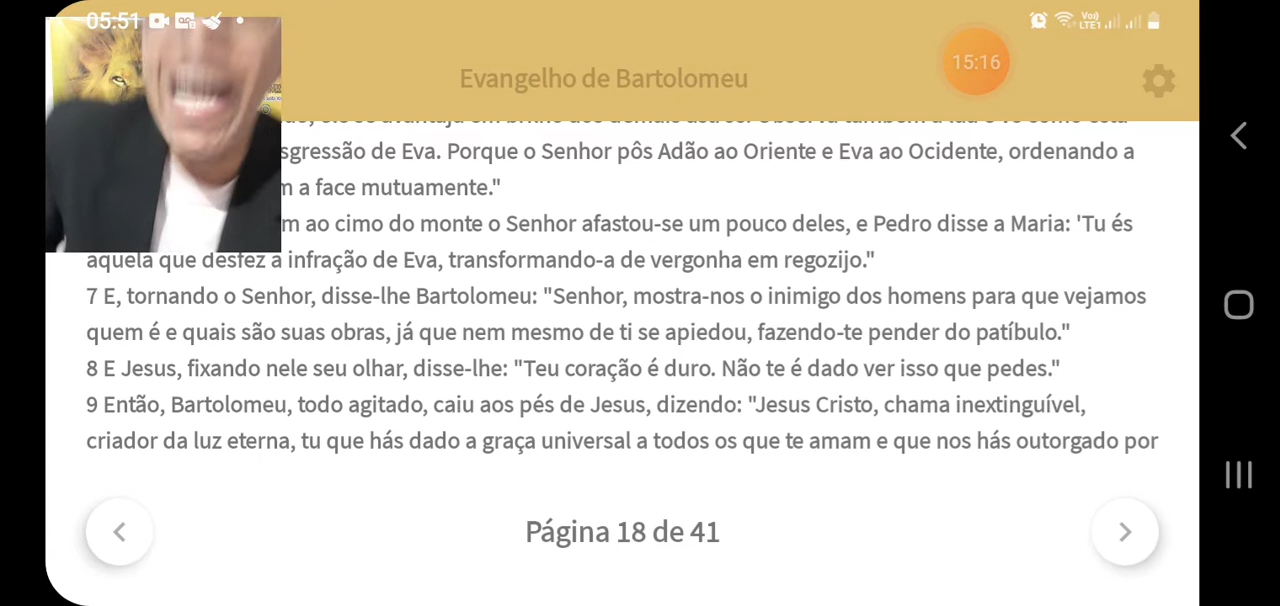 05:51
Voj)
LTE1
Evangelho de Bartolomeu
15:16
sgressão de Eva. Porque o Senhor pôs Adão ao Oriente e Eva ao Ocidente, ordenando a
m a face mutuamente."
m ao cimo do monte o Senhor afastou-se um pouco deles, e Pedro disse a Maria: 'Tu és
aquela que desfez a infração de Eva, transformando-a de vergonha em regozijo."
7 E, tornando o Senhor, disse-lhe Bartolomeu: "Senhor, mostra-nos o inimigo dos homens para que vejamos
quem é e quais são suas obras, já que nem mesmo de ti se apiedou, fazendo-te pender do patíbulo."
8 E Jesus, fixando nele seu olhar, disse-lhe: "Teu coração é duro. Não te é dado ver isso que pedes."
9 Então, Bartolomeu, todo agitado, caiu aos pés de Jesus, dizendo: "Jesus Cristo, chama inextinguível,
criador da luz eterna, tu que hás dado a graça universal a todos os que te amam e que nos hás outorgado por
Página 18 de 41